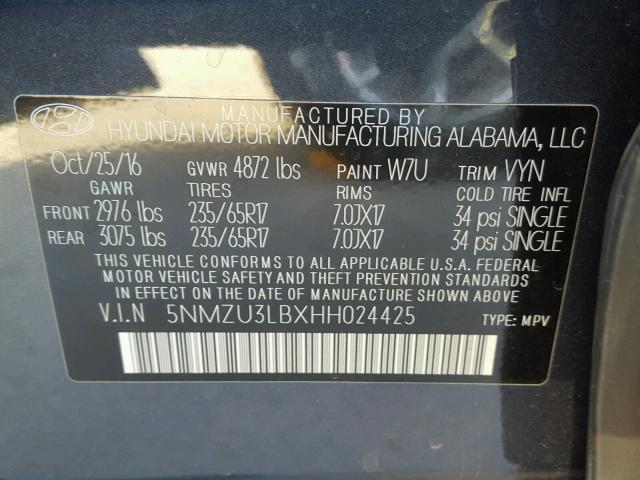 MANUFACTURED BY
HYUNDAI MOTOR MANUFACTURING ALABAMA, LLC
Oct/25/16 GVWR 4872 lbs PAINT W7U TRIM VYN
GAWR TIRES RIMS COLD TIRE INFL
FRONT 2976 lbs 235/65R17 7.0JX17 34 psi SINGLE
REAR 3075 lbs 235/65R17 7.0JX17 34 psi SINGLE
THIS VEHICLE CONFORMS TO ALL APPLICABLE U.S.A. FEDERAL
MOTOR VEHICLE SAFETY AND THEFT PREVENTION STANDARDS
IN EFFECT ON THE DATE OF MANUFACTURE SHOWN ABOVE.
V.I.N 5NMZU3LBXHH024425 TYPE: MPV